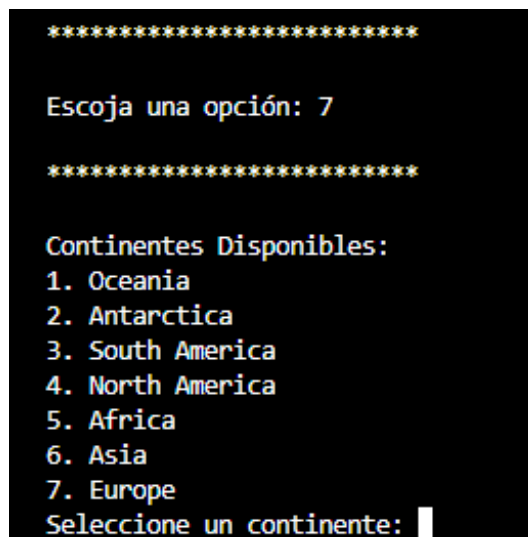 **************************
Escoja una opción: 7
**************************
Continentes Disponibles:
1. Oceania
2. Antarctica
3. South America
4. North America
5. Africa
6. Asia
7. Europe
Seleccione un continente: